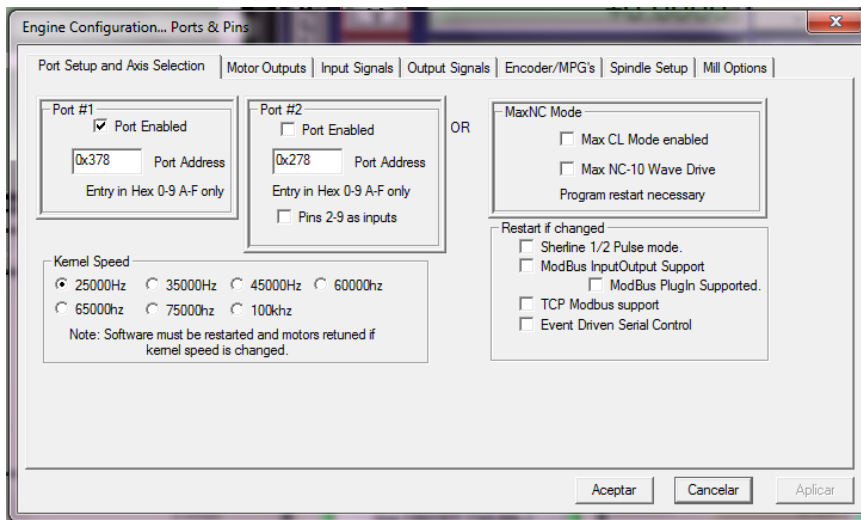 Engine Configuration... Ports & Pins
Port Setup and Axis Selection Motor Outputs Input Signals Output Signals Encoder/MPG's Spindle Setup Mill Options
Port #1
Port Enabled
0x378 Port Address
Entry in Hex 0-9 A-F only
Port #2
Port Enabled
0x278 Port Address
Entry in Hex 0-9 A-F only
Pins 2-9 as inputs
OR
MaxNC Mode
Max CL Mode enabled
Max NC-10 Wave Drive
Program restart necessary
Kernel Speed
25000Hz 35000Hz 45000Hz 60000hz
65000hz 75000hz 100khz
Note: Software must be restarted and motors retuned if
kernel speed is changed.
Restart if changed
Sherline 1/2 Pulse mode.
ModBus InputOutput Support
ModBus PlugIn Supported.
TCP Modbus support
Event Driven Serial Control
Aceptar Cancelar Aplicar